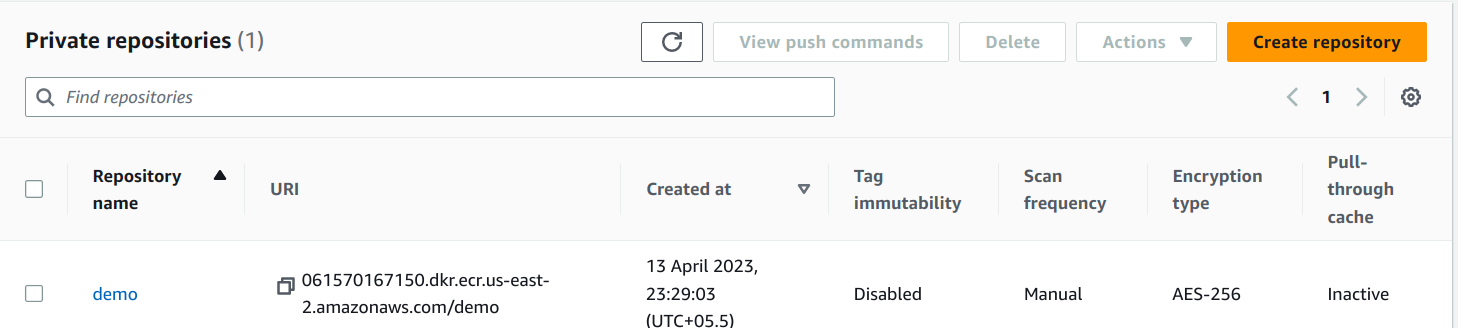 Private repositories (1)
View push commands
Delete
Actions
Create repository
Find repositories
1
Repository
name
URI
Created at
Tag
immutability
Scan
frequency
Encryption
type
Pull-
through
cache
demo
061570167150.dkr.ecr.us-east-
2.amazonaws.com/demo
13 April 2023,
23:29:03
(UTC+05.5)
Disabled
Manual
AES-256
Inactive